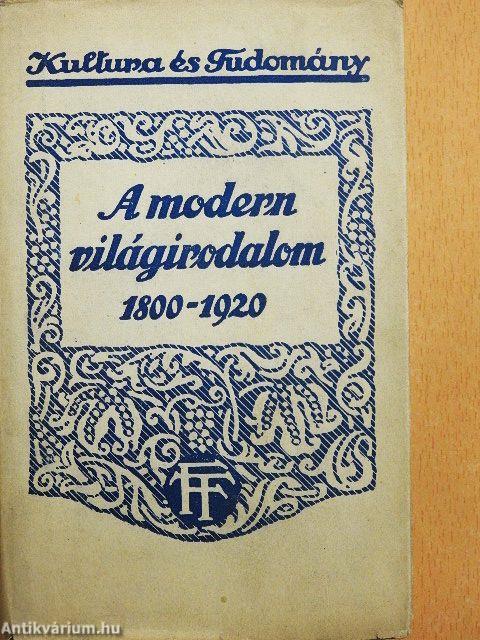 Kultura és Tudomány
A modern
világirodalom
1800-1920
FT
Antikvárium.hu